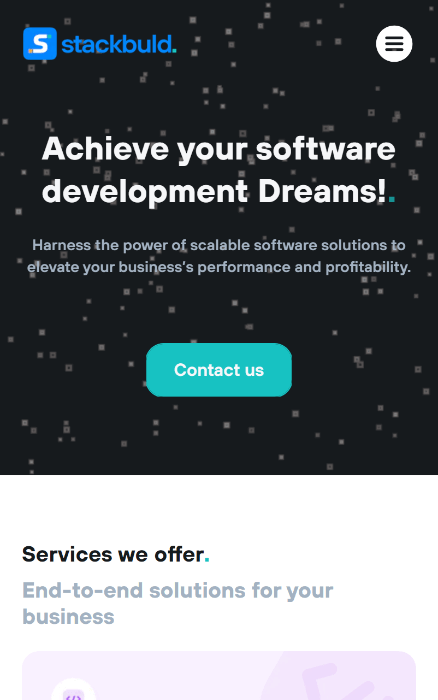 stackbuld.
Achieve your software
development Dreams!.
Harness the power of scalable software solutions to
elevate your business's performance and profitability.
Contact us
Services we offer.
End-to-end solutions for your
business